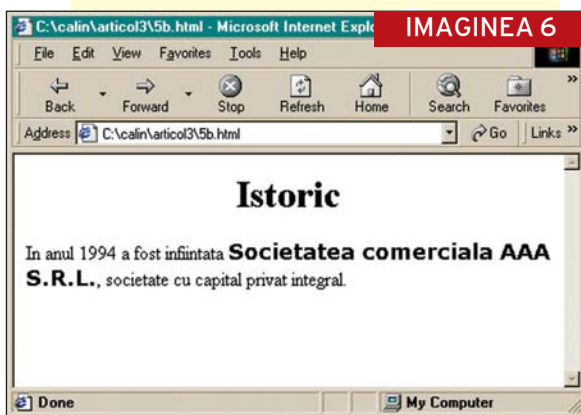 C:\calin\articol3\5b.html - Microsoft Internet Explo
IMAGINEA 6
File Edit View Favorites Tools Help
Back Forward Stop Refresh Home Search Favorites »
Address C:\calin\articol3\5b.html Go Links »
Istoric
In anul 1994 a fost infiintata Societatea comerciala AAA
S.R.L., societate cu capital privat integral.
Done My Computer